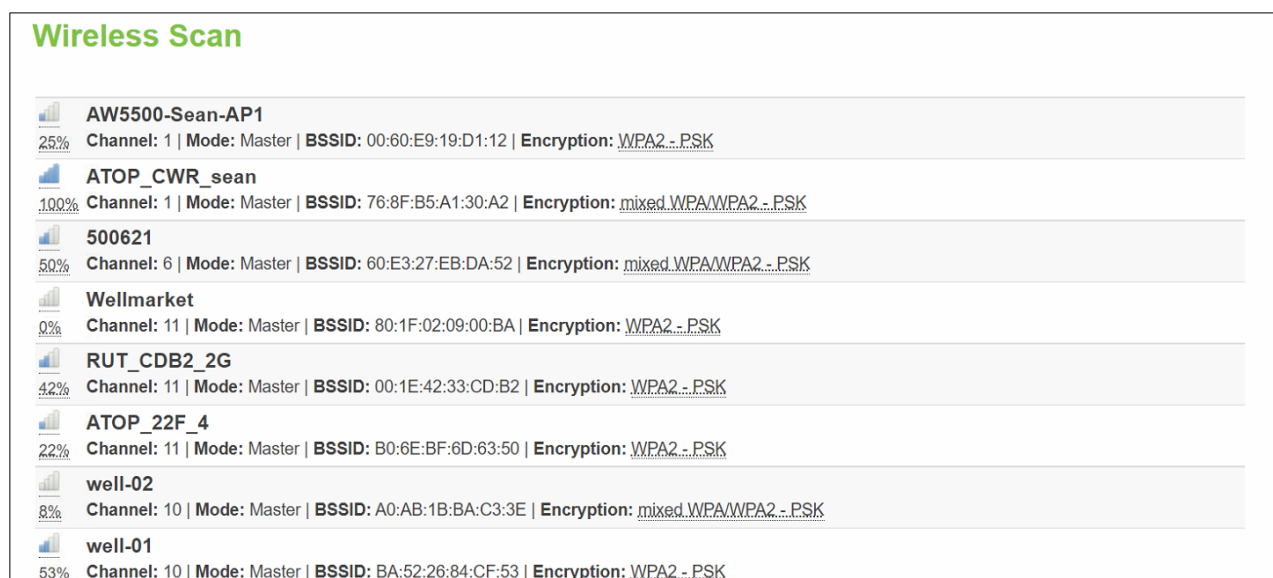 Wireless Scan
AW5500-Sean-AP1
25% Channel: 1 | Mode: Master | BSSID: 00:60:E9:19:D1:12 | Encryption: WPA2 - PSK
ATOP_CWR_sean
100% Channel: 1 | Mode: Master | BSSID: 76:8F:B5:A1:30:A2 | Encryption: mixed WPA/WPA2 - PSK
500621
50% Channel: 6 | Mode: Master | BSSID: 60:E3:27:EB:DA:52 | Encryption: mixed WPA/WPA2 - PSK
Wellmarket
0% Channel: 11 | Mode: Master | BSSID: 80:1F:02:09:00:BA | Encryption: WPA2 - PSK
RUT_CDB2_2G
42% Channel: 11 | Mode: Master | BSSID: 00:1E:42:33:CD:B2 | Encryption: WPA2 - PSK
ATOP_22F_4
22% Channel: 11 | Mode: Master | BSSID: B0:6E:BF:6D:63:50 | Encryption: WPA2 - PSK
well-02
8% Channel: 10 | Mode: Master | BSSID: A0:AB:1B:BA:C3:3E | Encryption: mixed WPA/WPA2 - PSK
well-01
53% Channel: 10 | Mode: Master | BSSID: BA:52:26:84:CF:53 | Encryption: WPA2 - PSK